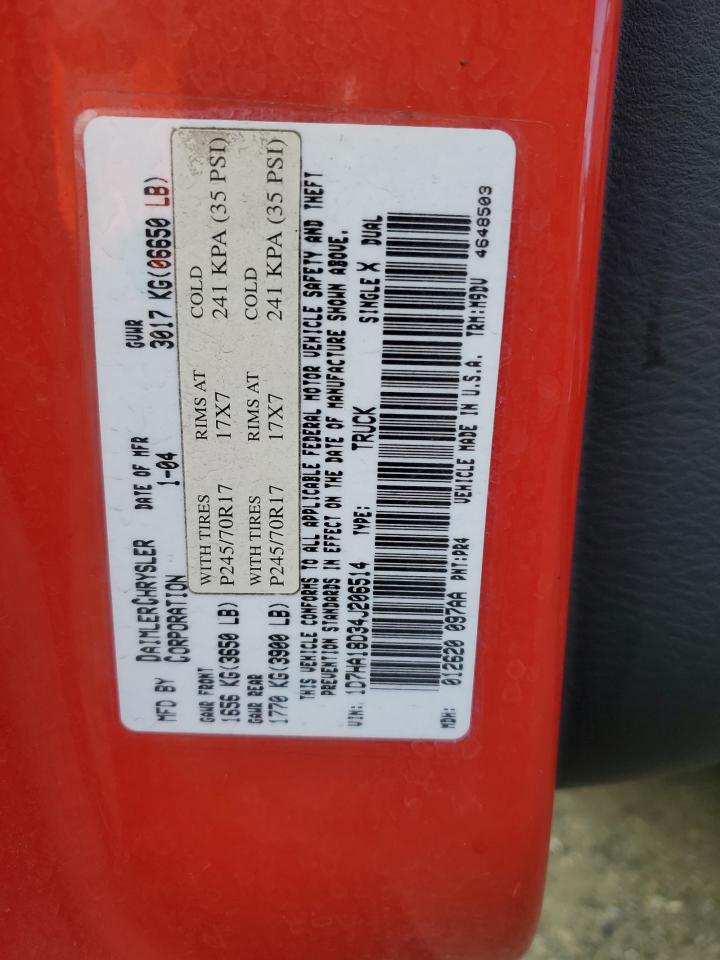 MFD BY DAIMLERCHRYSLER CORPORATION DATE OF MFR 1-04 GVWR 3017 KG(06650 LB)
GAWR FRONT 1656 KG(3650 LB) WITH TIRES P245/70R17 RIMS AT 17X7 COLD 241 KPA (35 PSI)
GAWR REAR 1770 KG(3900 LB) WITH TIRES P245/70R17 RIMS AT 17X7 COLD 241 KPA (35 PSI)
THIS VEHICLE CONFORMS TO ALL APPLICABLE FEDERAL MOTOR VEHICLE SAFETY AND THEFT
PREVENTION STANDARDS IN EFFECT ON THE DATE OF MANUFACTURE SHOWN ABOVE.
VIN: 1D7HA18D34J206514 TYPE: TRUCK SINGLE X DUAL
MDH: 012620 097AA PNT:PR4 VEHICLE MADE IN U.S.A. TRM:M9DV 4648503